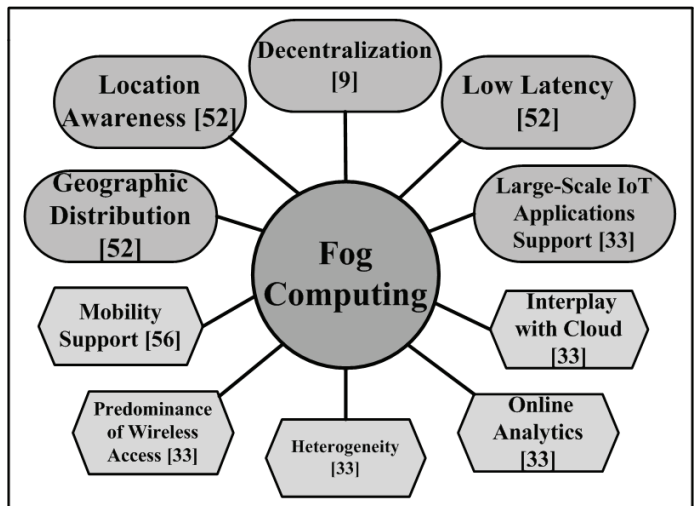 Decentralization
[9]
Location
Awareness [52]
Low Latency
[52]
Geographic
Distribution
[52]
Large-Scale IoT
Applications
Support [33]
Fog
Computing
Mobility
Support [56]
Interplay
with Cloud
[33]
Predominance
of Wireless
Access [33]
Heterogeneity
[33]
Online
Analytics
[33]